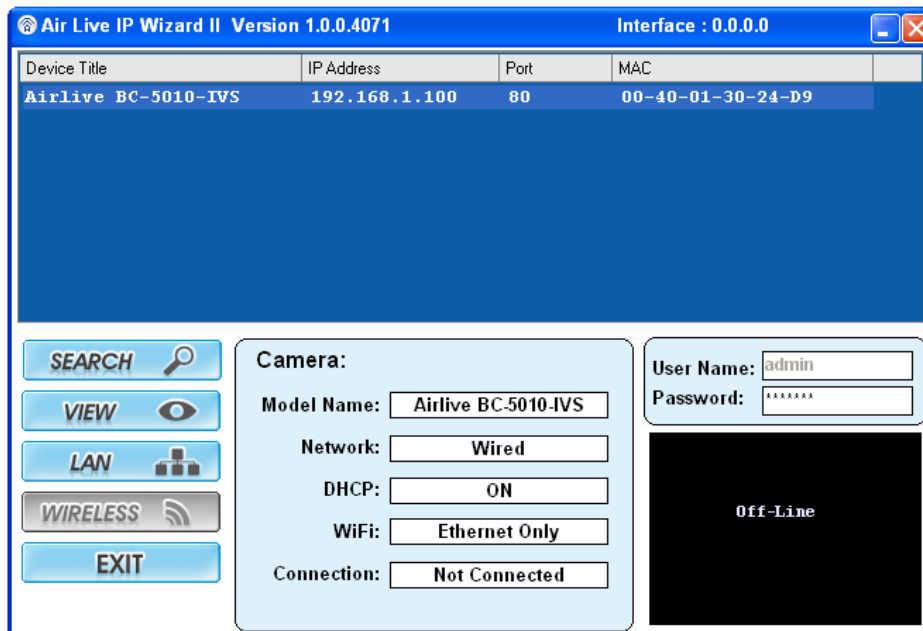 Air Live IP Wizard II Version 1.0.0.4071 Interface : 0.0.0.0
Device Title IP Address Port MAC
Airlive BC-5010-IVS 192.168.1.100 80 00-40-01-30-24-D9
SEARCH
VIEW
LAN
WIRELESS
EXIT
Camera:
Model Name: Airlive BC-5010-IVS
Network: Wired
DHCP: ON
WiFi: Ethernet Only
Connection: Not Connected
User Name: admin
Password: *******
Off-Line